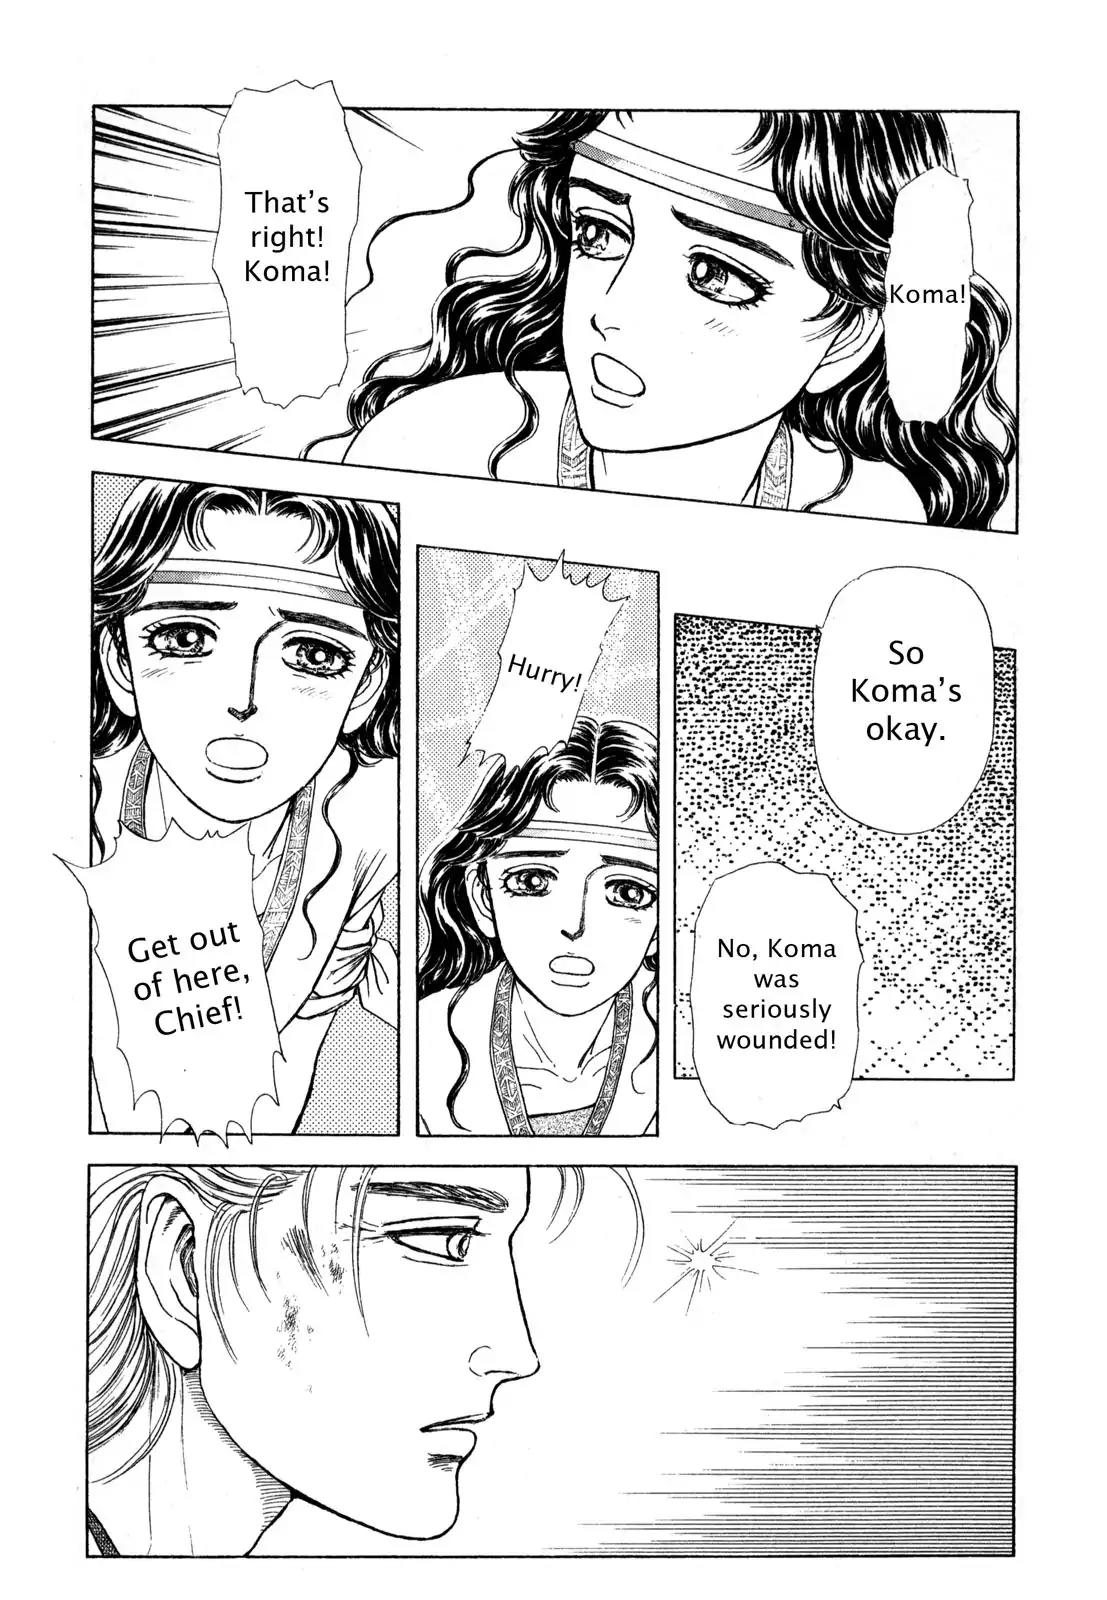 Koma!
That's
right!
Koma!
So
Koma's
okay.
No, Koma
was
seriously
wounded!
Hurry!
Get out
of here,
Chief!